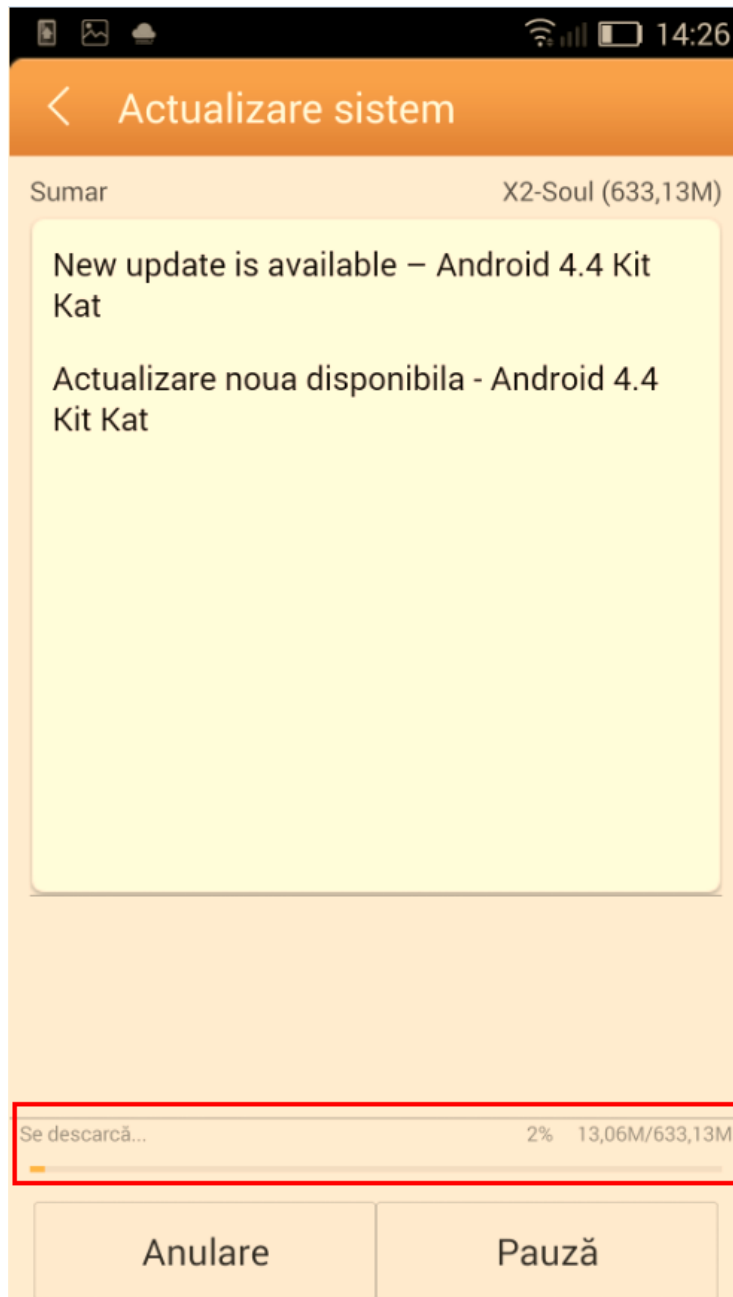 14:26
Actualizare sistem
Sumar X2-Soul (633,13M)
New update is available – Android 4.4 Kit
Kat
Actualizare noua disponibila - Android 4.4
Kit Kat
Se descarcă... 2% 13,06M/633,13M
Anulare Pauză